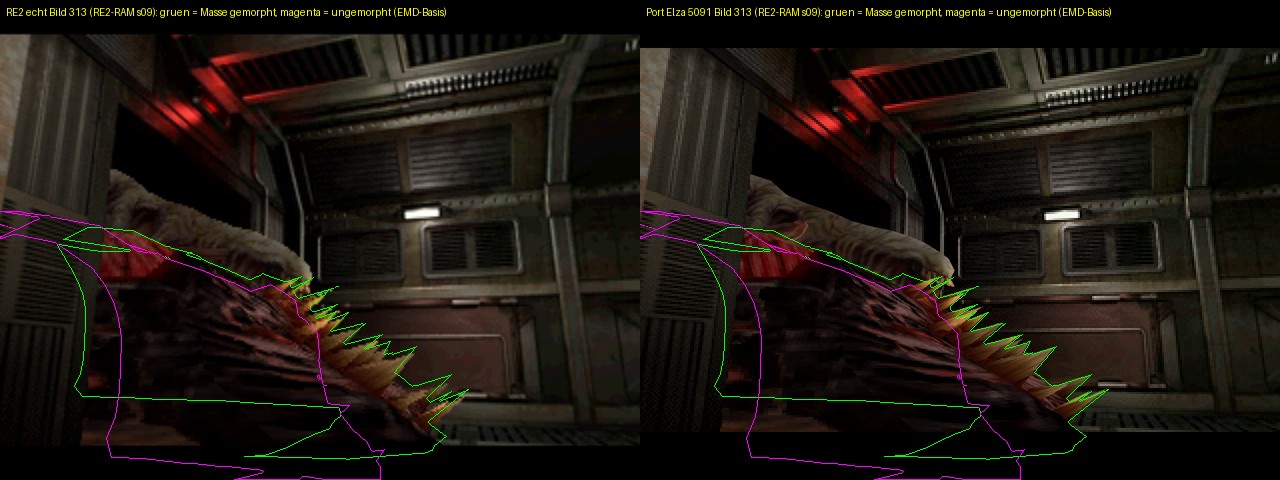 RE2 echt Bild 313 (RE2-RAM s09): gruen = Masse gemorpht, magenta = ungemorpht (EMD-Basis)
Port Elza 5091 Bild 313 (RE2-RAM s09): gruen = Masse gemorpht, magenta = ungemorpht (EMD-Basis)